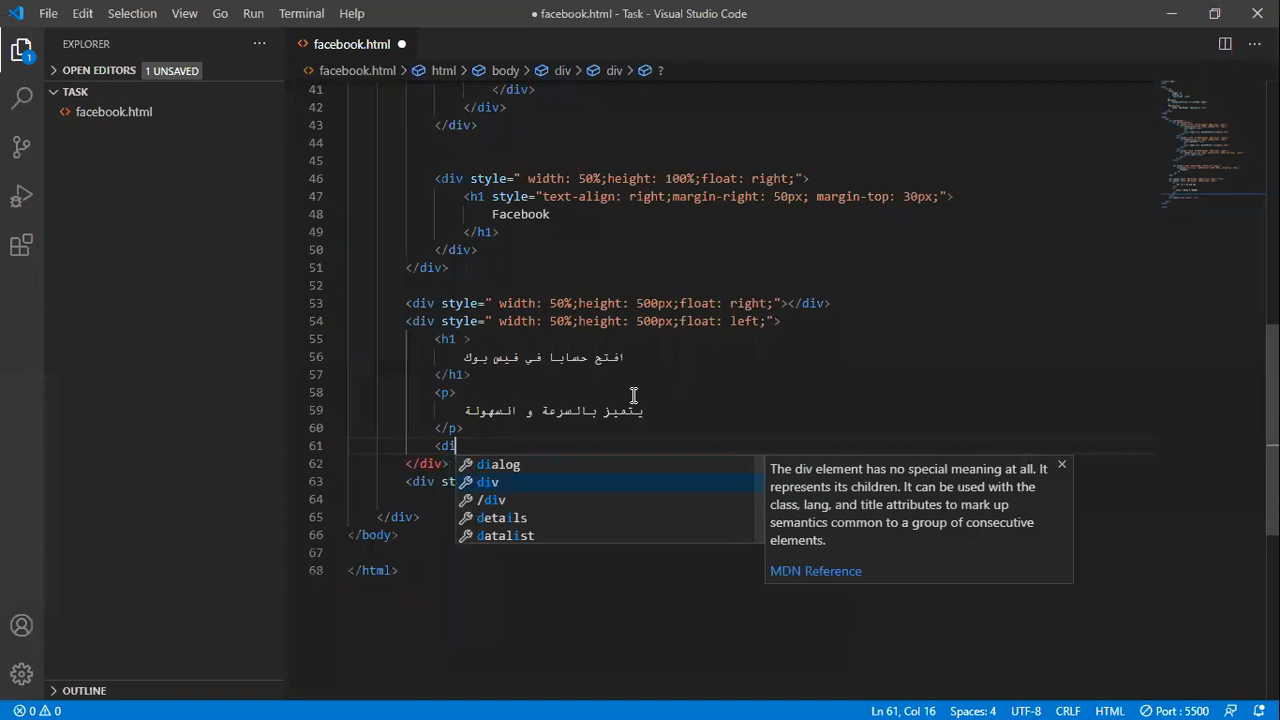 File Edit Selection View Go Run Terminal Help
● facebook.html - Task - Visual Studio Code
EXPLORER
facebook.html ●
OPEN EDITORS 1 UNSAVED
facebook.html > html > body > div > div > ?
TASK
facebook.html
1
41 </div>
42 </div>
43 </div>
44
45
46 <div style=" width: 50%;height: 100%;float: right;">
47 <h1 style="text-align: right;margin-right: 50px; margin-top: 30px;">
48 Facebook
49 </h1>
50 </div>
51 </div>
52
53 <div style=" width: 50%;height: 500px;float: right;"></div>
54 <div style=" width: 50%;height: 500px;float: left;">
55 <h1 >
56 افتح حسابا في فيس بوك
57 </h1>
58 <p>
59 يتميز بالسرعة و السهولة
60 </p>
61 <di
62 </div>
63 <div st
64
65 </div>
66 </body>
67
68 </html>
dialog
div
/div
details
datalist
The div element has no special meaning at all. It
represents its children. It can be used with the
class, lang, and title attributes to mark up
semantics common to a group of consecutive
elements.
MDN Reference
OUTLINE
0 0
Ln 61, Col 16 Spaces: 4 UTF-8 CRLF HTML Port : 5500